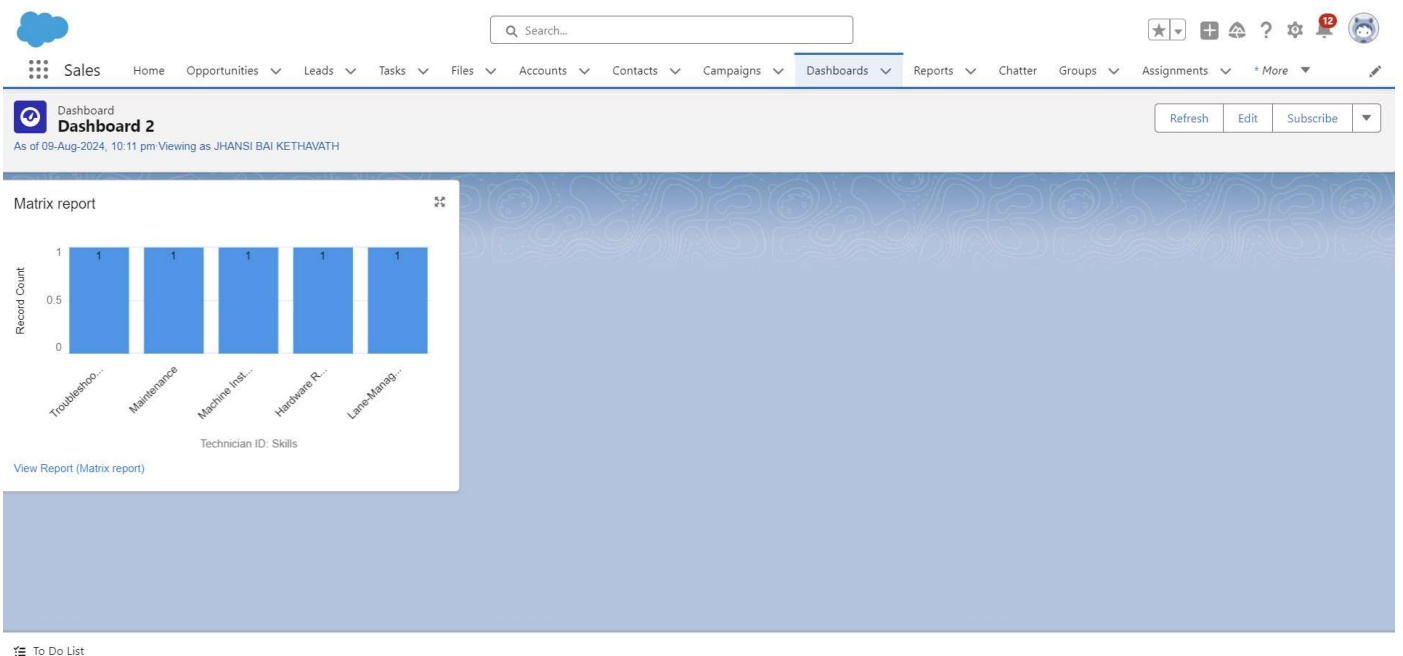 Search...
12
Sales Home Opportunities Leads Tasks Files Accounts Contacts Campaigns Dashboards Reports Chatter Groups Assignments * More
Dashboard
Dashboard 2
As of 09-Aug-2024, 10:11 pm·Viewing as JHANSI BAI KETHAVATH
Refresh Edit Subscribe
Matrix report
Record Count
1
0.5
0
1 1 1 1 1
Troubleshoo... Maintenance Machine Inst... Hardware R... Lane-Manag...
Technician ID: Skills
View Report (Matrix report)
To Do List